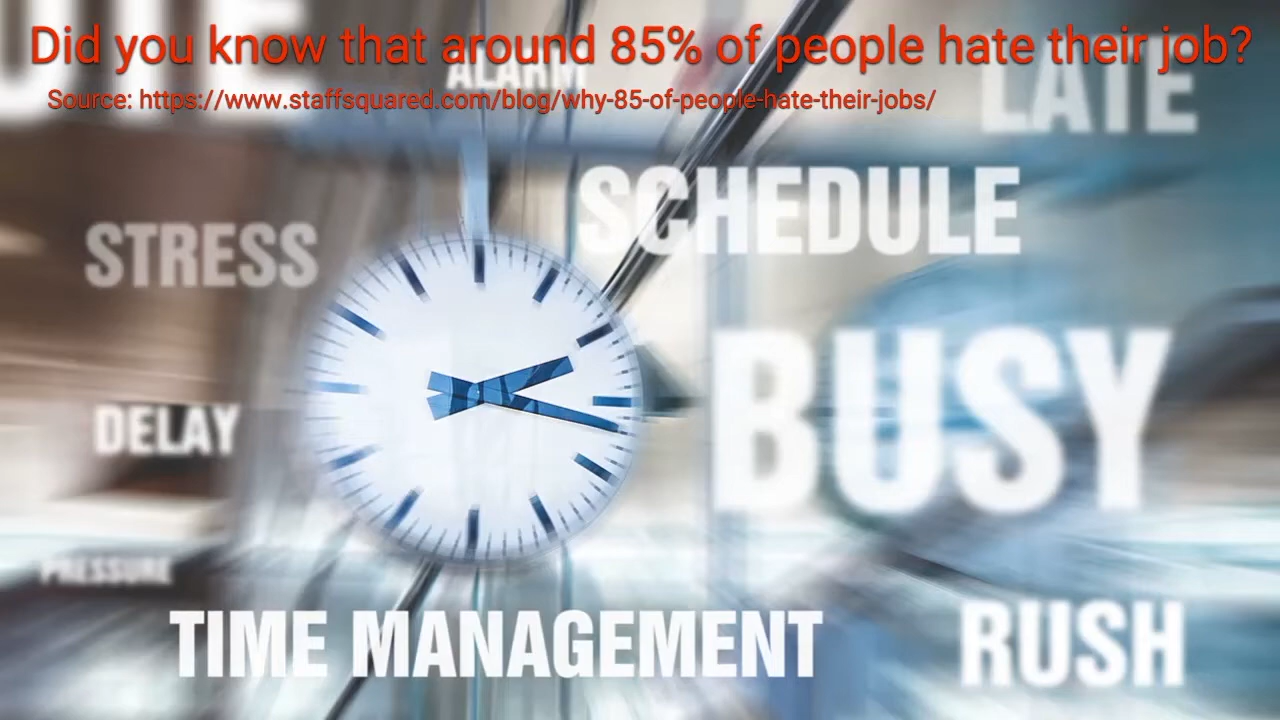 Did you know that around 85% of people hate their job?
Source: https://www.staffsquared.com/blog/why-85-of-people-hate-their-jobs/
ALARM
LATE
SCHEDULE
STRESS
BUSY
DELAY
PRESSURE
TIME MANAGEMENT
RUSH